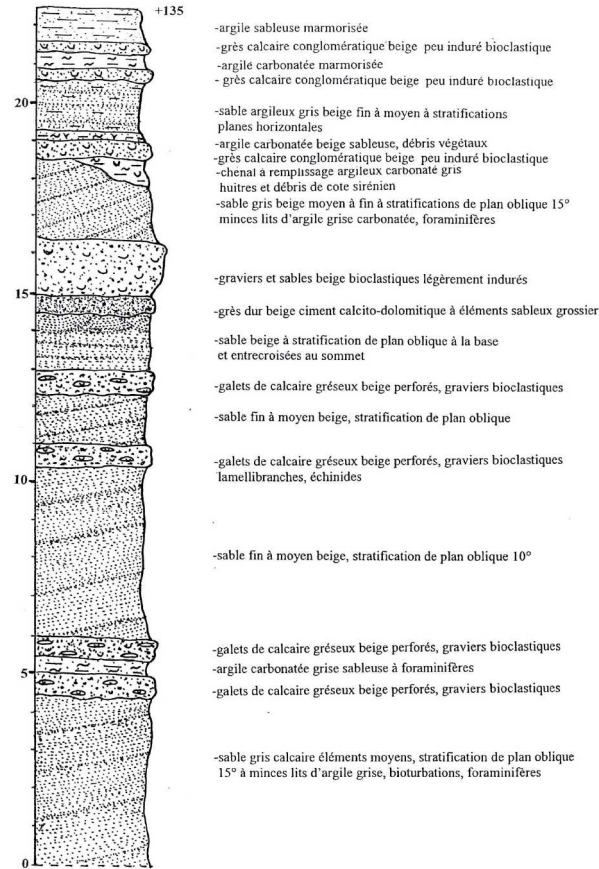 +135
-argile sableuse marmorisée
-grès calcaire conglomératique beige peu induré bioclastique
-argile carbonatée marmorisée
- grès calcaire conglomératique beige peu induré bioclastique
20
-sable argileux gris beige fin à moyen à stratifications
planes horizontales
-argile carbonatée beige sableuse, débris végétaux
-grès calcaire conglomératique beige peu induré bioclastique
-chenal à remplissage argileux carbonaté gris
huitres et débris de cote sirénien
-sable gris beige moyen à fin à stratifications de plan oblique 15°
minces lits d'argile grise carbonatée, foraminifères
-graviers et sables beige bioclastiques légèrement indurés
15
-grès dur beige ciment calcito-dolomitique à éléments sableux grossier
-sable beige à stratification de plan oblique à la base
et entrecroisées au sommet
-galets de calcaire gréseux beige perforés, graviers bioclastiques
-sable fin à moyen beige, stratification de plan oblique
-galets de calcaire gréseux beige perforés, graviers bioclastiques
lamellibranches, échinides
10
-sable fin à moyen beige, stratification de plan oblique 10°
-galets de calcaire gréseux beige perforés, graviers bioclastiques
-argile carbonatée grise sableuse à foraminifères
5
-galets de calcaire gréseux beige perforés, graviers bioclastiques
-sable gris calcaire éléments moyens, stratification de plan oblique
15° à minces lits d'argile grise, bioturbations, foraminifères
0